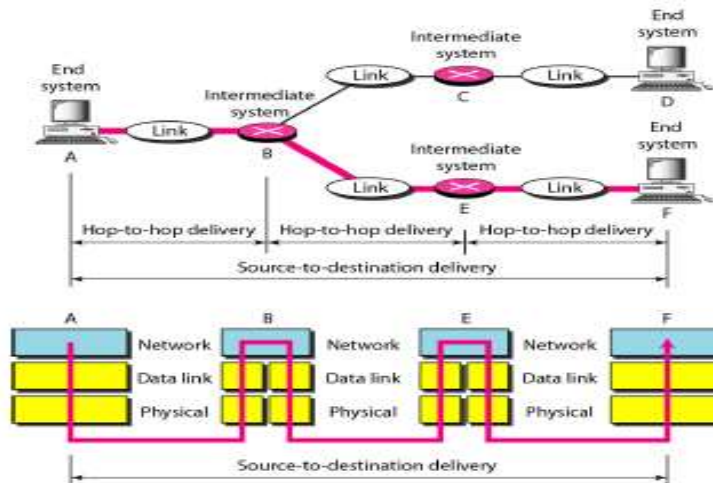 End
system
A
Link
Intermediate
system
B
Link
Intermediate
system
C
Link
End
system
D
Link
Intermediate
system
E
Link
End
system
F
Hop-to-hop delivery
Hop-to-hop delivery
Hop-to-hop delivery
Source-to-destination delivery
A B E F
Network Network Network
Data link Data link Data link
Physical Physical Physical
Source-to-destination delivery